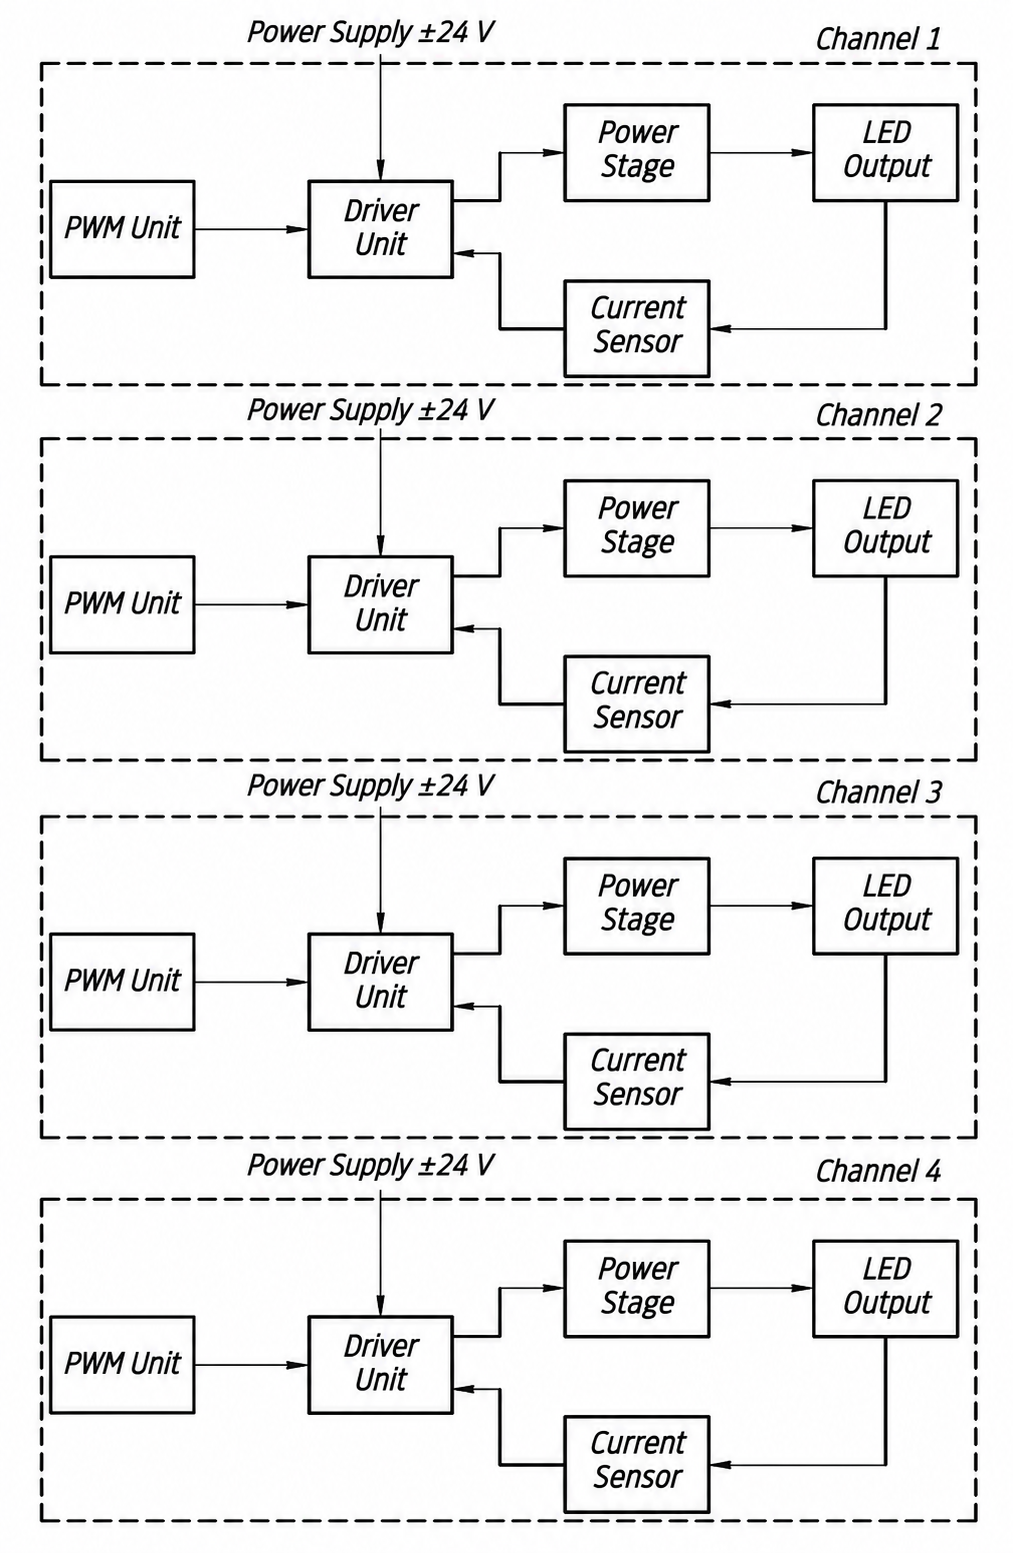 Power Supply ±24 V
Channel 1
Power
Stage
LED
Output
PWM Unit
Driver
Unit
Current
Sensor
Power Supply ±24 V
Channel 2
Power
Stage
LED
Output
PWM Unit
Driver
Unit
Current
Sensor
Power Supply ±24 V
Channel 3
Power
Stage
LED
Output
PWM Unit
Driver
Unit
Current
Sensor
Power Supply ±24 V
Channel 4
Power
Stage
LED
Output
PWM Unit
Driver
Unit
Current
Sensor